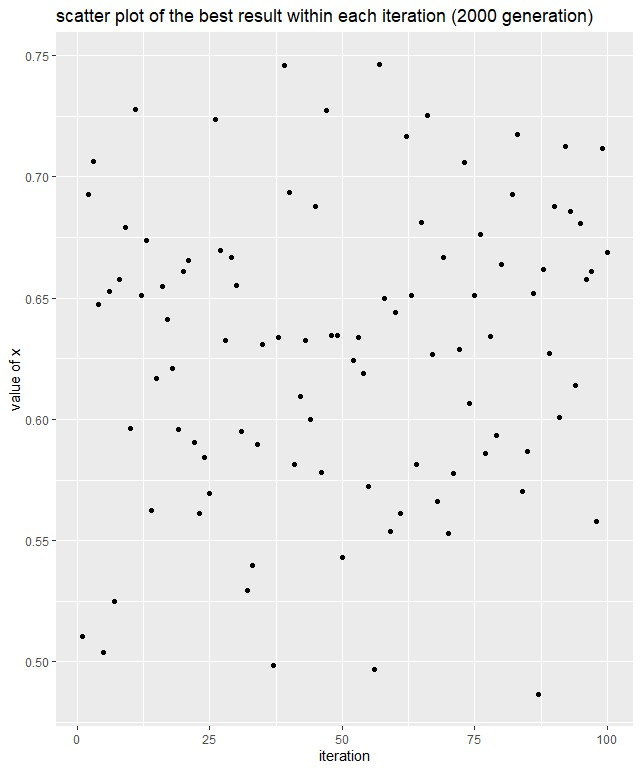 scatter plot of the best result within each iteration (2000 generation)
value of x
0.75
0.70
0.65
0.60
0.55
0.50
0 25 50 75 100
iteration